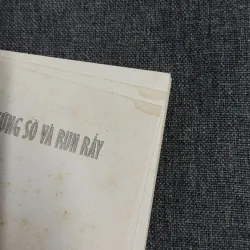 SỢ VÀ RUN RẨY